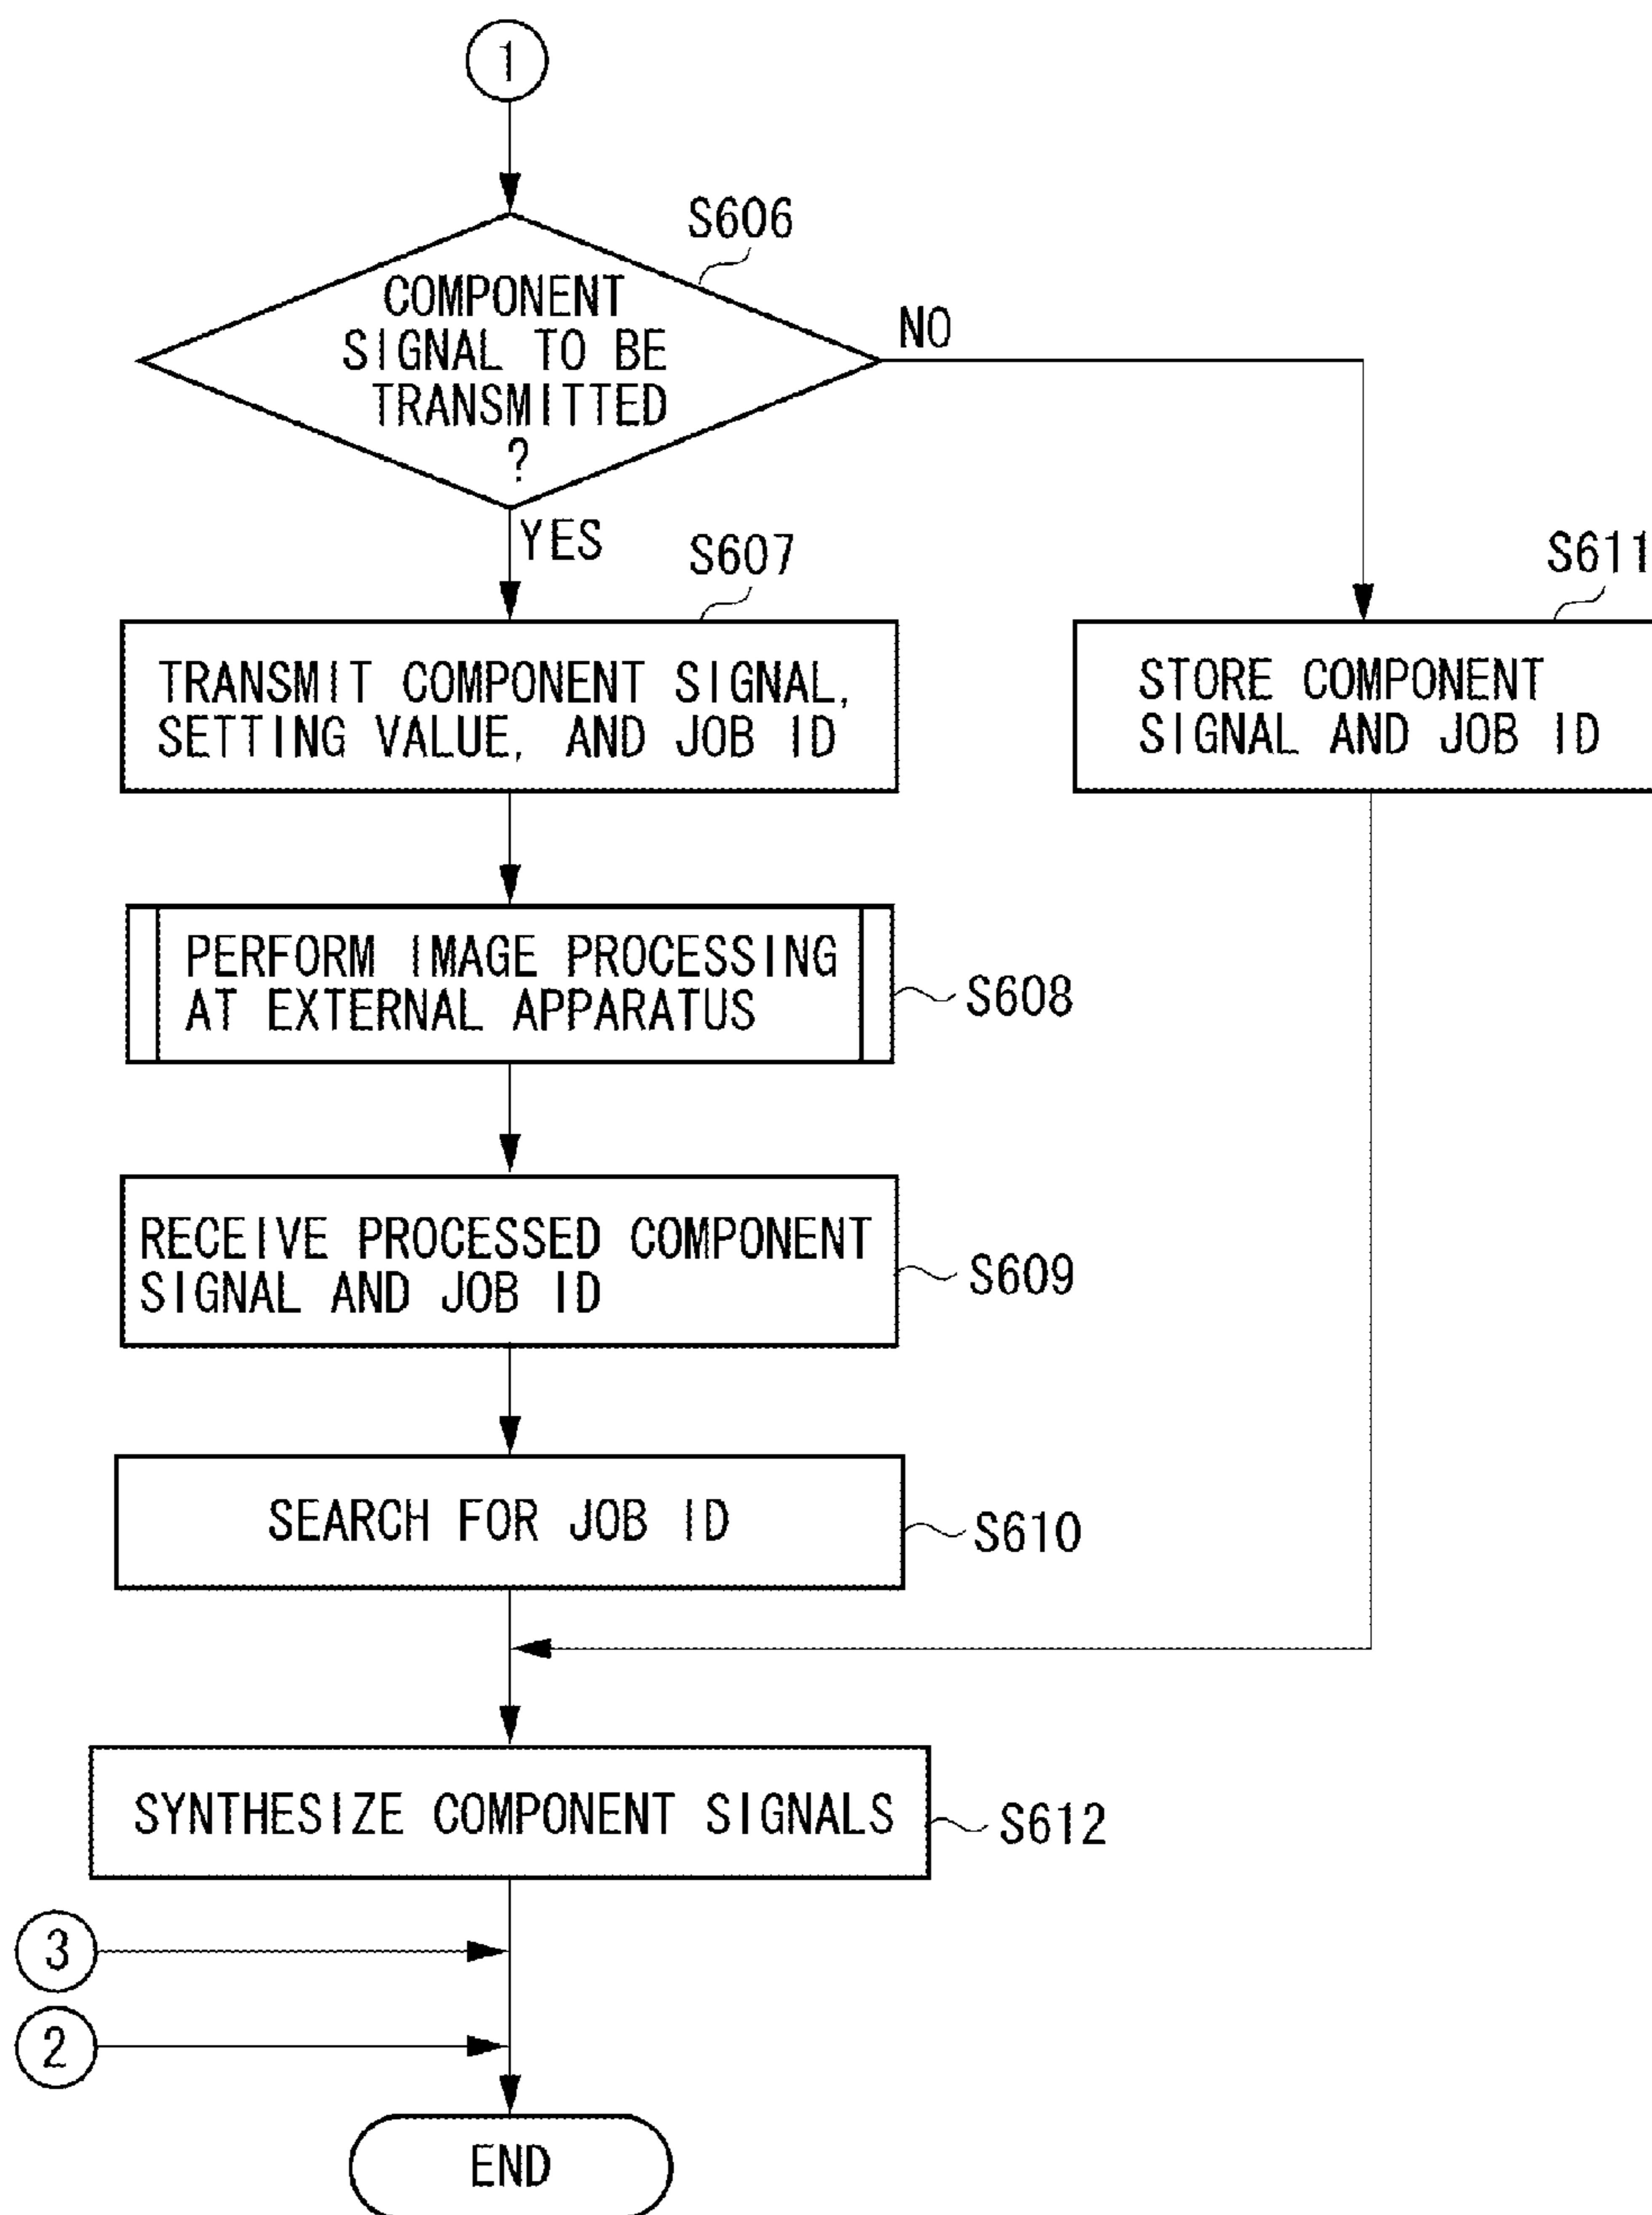 1
S606
COMPONENT
SIGNAL TO BE
TRANSMITTED
?
NO
YES
S607
S611
TRANSMIT COMPONENT SIGNAL,
SETTING VALUE, AND JOB ID
STORE COMPONENT
SIGNAL AND JOB ID
PERFORM IMAGE PROCESSING
AT EXTERNAL APPARATUS
S608
RECEIVE PROCESSED COMPONENT
SIGNAL AND JOB ID
S609
SEARCH FOR JOB ID
S610
SYNTHESIZE COMPONENT SIGNALS
S612
3
2
END